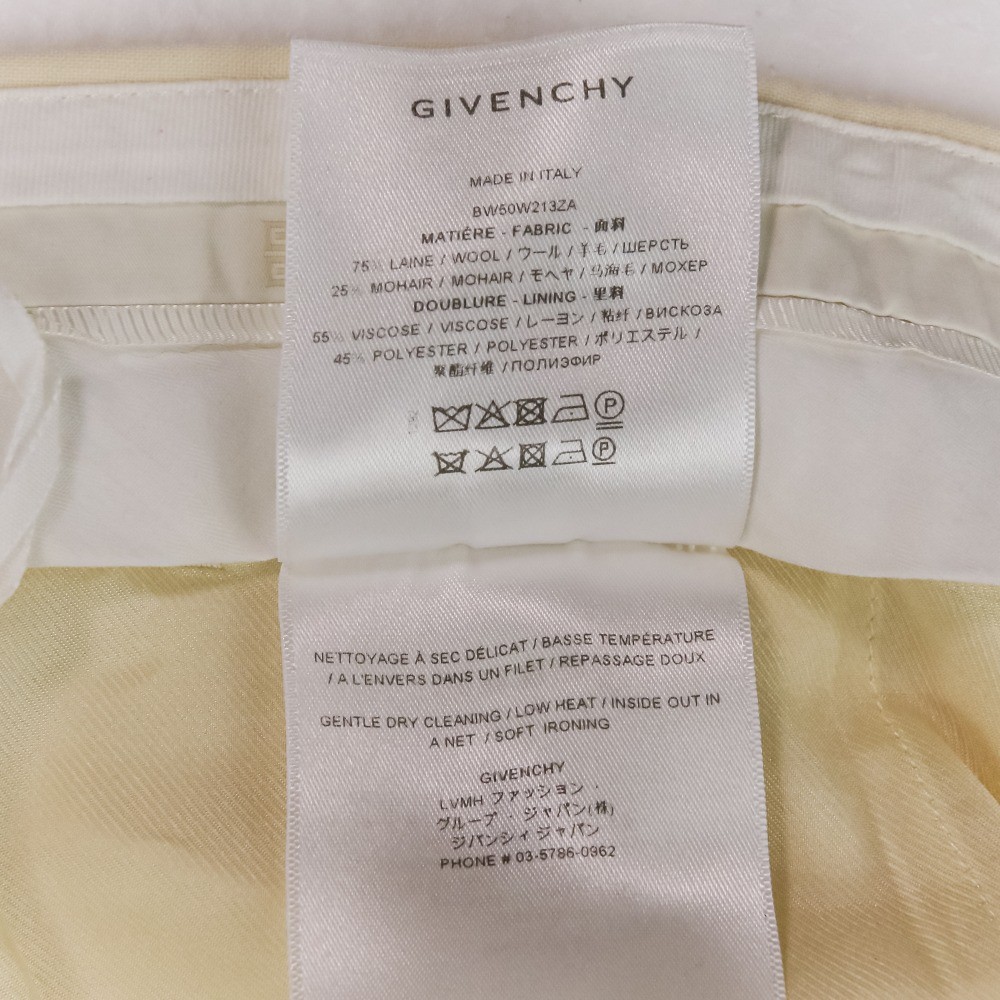 GIVENCHY
MADE IN ITALY
BW50W213ZA
MATIÉRE - FABRIC - 面料
75% LAINE / WOOL / ウール / 羊毛 / ШЕРСТЬ
25% MOHAIR / MOHAIR / モヘヤ / 马海毛 / МОХЕР
DOUBLURE - LINING - 里料
55% VISCOSE / VISCOSE / レーヨン / 粘纤 / ВИСКОЗА
45% POLYESTER / POLYESTER / ポリエステル /
聚酯纤维 / ПОЛИЭФИР
P
P
NETTOYAGE À SEC DÉLICAT / BASSE TEMPÉRATURE
/ A L'ENVERS DANS UN FILET / REPASSAGE DOUX
GENTLE DRY CLEANING / LOW HEAT / INSIDE OUT IN
A NET / SOFT IRONING
GIVENCHY
LVMH ファッション ・
グループ・ジャパン(株)
ジバンシィ ジャパン
PHONE # 03-5786-0962